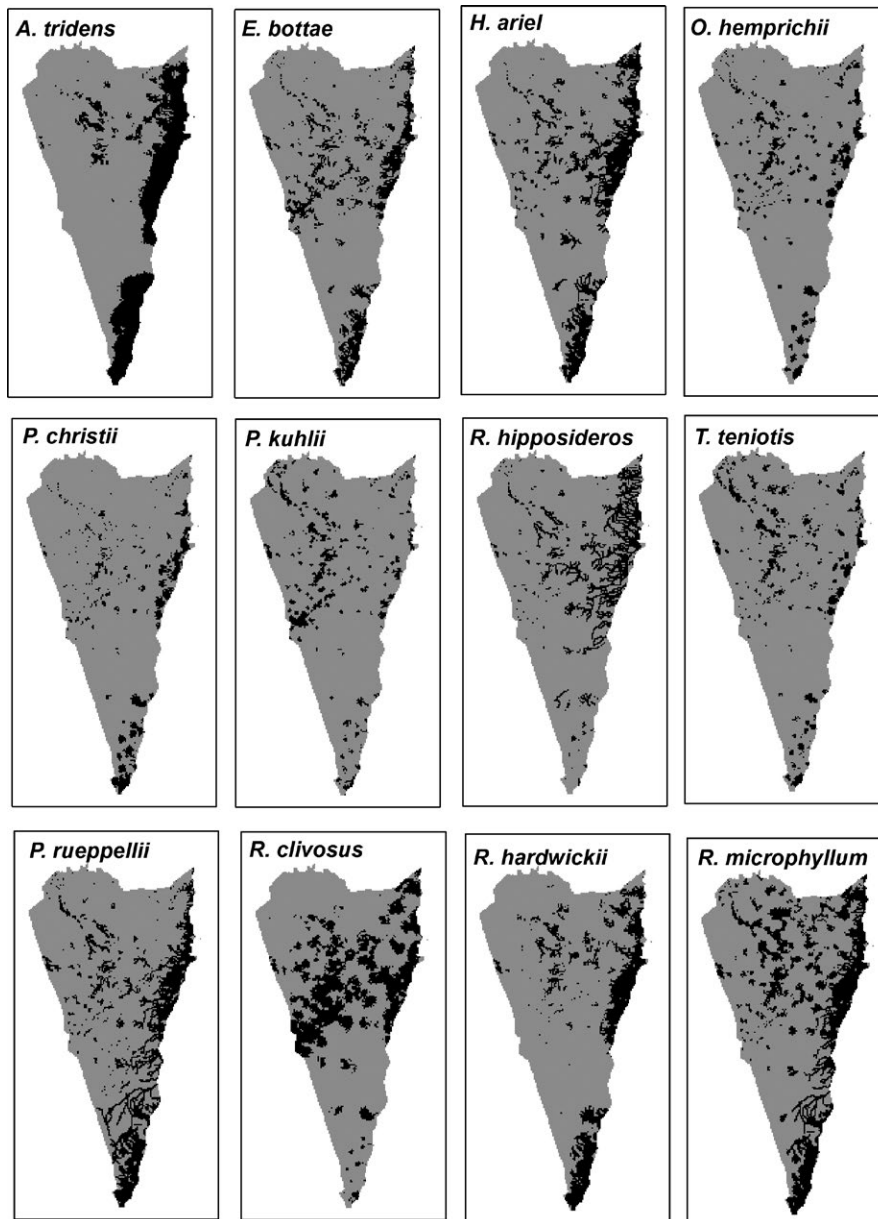 A. tridens
E. bottae
H. ariel
O. hemprichii
P. christii
P. kuhlii
R. hipposideros
T. teniotis
P. rueppellii
R. clivosus
R. hardwickii
R. microphyllum